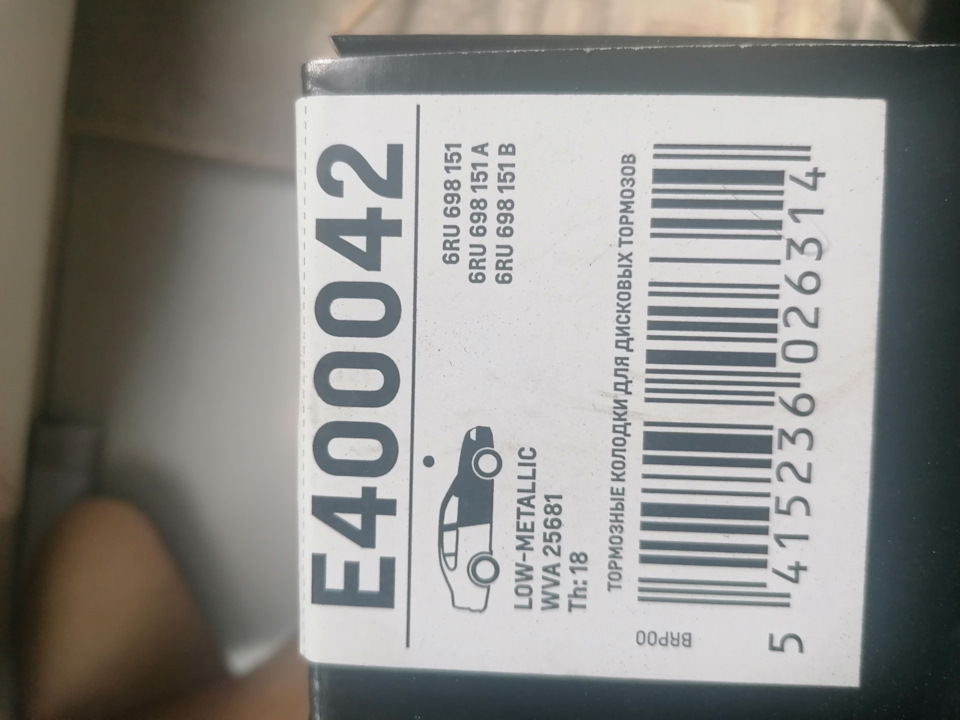 E400042
6RU 698 151
6RU 698 151 A
6RU 698 151 B
LOW-METALLIC
WVA 25681
Th: 18
ТОРМОЗНЫЕ КОЛОДКИ ДЛЯ ДИСКОВЫХ ТОРМОЗОВ
BRP00
5 415236 026314